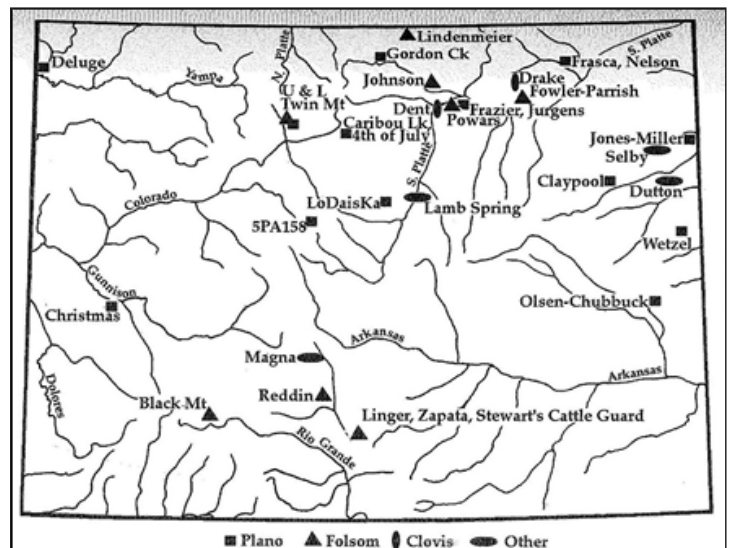 Lindenmeier
S. Platte
N. Platte
Gordon Ck
Deluge
Frasca, Nelson
Yampa
Johnson
Drake
U & L
Fowler-Parrish
Twin Mt
Dent
Frazier, Jurgens
Caribou Lk
Powars
4th of July
Jones-Miller
Selby
S. Platte
Claypool
Colorado
Dutton
LoDaisKa
Lamb Spring
5PA158
Wetzel
Gunnison
Olsen-Chubbuck
Christmas
Arkansas
Magna
Arkansas
Dolores
Reddin
Black Mt
Linger, Zapata, Stewart's Cattle Guard
Rio Grande
Plano Folsom Clovis Other